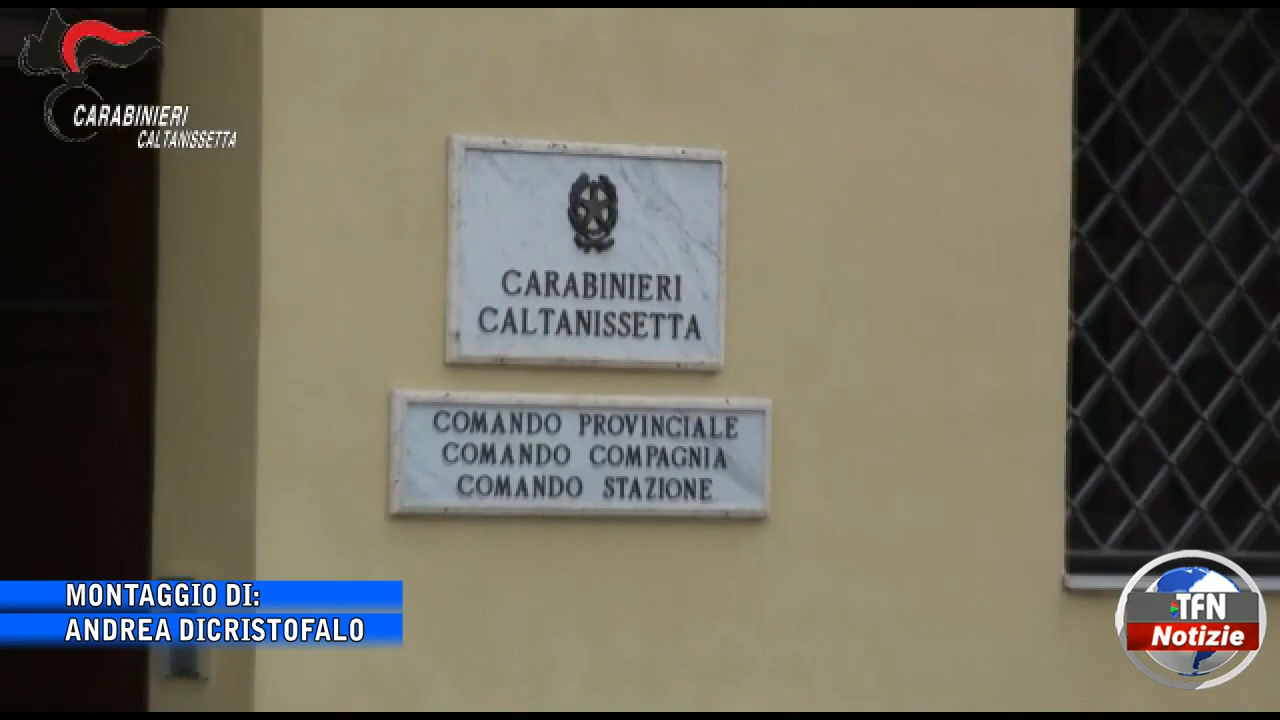 CARABINIERI
CALTANISSETTA
CARABINIERI
CALTANISSETTA
COMANDO PROVINCIALE
COMANDO COMPAGNIA
COMANDO STAZIONE
MONTAGGIO DI:
ANDREA DICRISTOFALO
TFN
Notizie